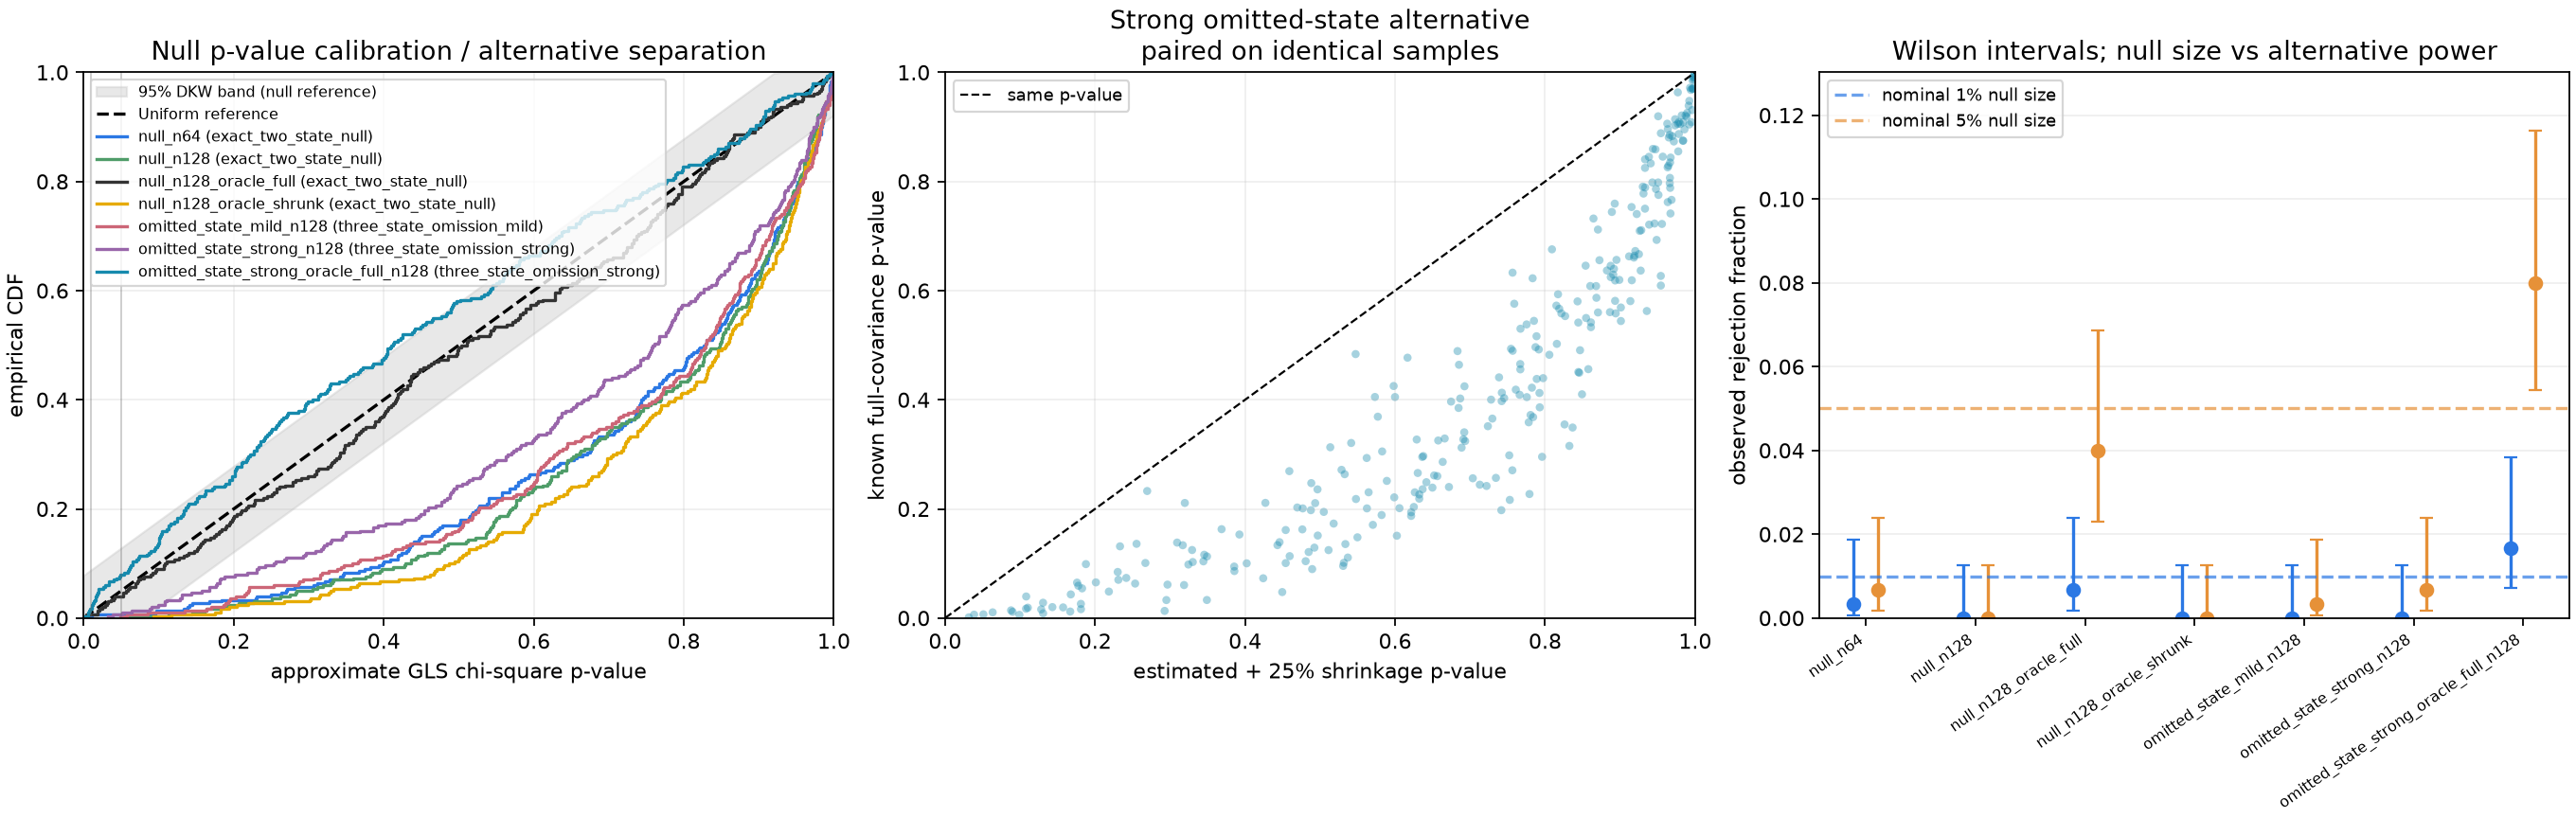 Null p-value calibration / alternative separation
1.0
0.8
0.6
0.4
0.2
0.0
empirical CDF
95% DKW band (null reference)
Uniform reference
null_n64 (exact_two_state_null)
null_n128 (exact_two_state_null)
null_n128_oracle_full (exact_two_state_null)
null_n128_oracle_shrunk (exact_two_state_null)
omitted_state_mild_n128 (three_state_omission_mild)
omitted_state_strong_n128 (three_state_omission_strong)
omitted_state_strong_oracle_full_n128 (three_state_omission_strong)
0.0 0.2 0.4 0.6 0.8 1.0
approximate GLS chi-square p-value
Strong omitted-state alternative
paired on identical samples
1.0
0.8
0.6
0.4
0.2
0.0
known full-covariance p-value
same p-value
0.0 0.2 0.4 0.6 0.8 1.0
estimated + 25% shrinkage p-value
Wilson intervals; null size vs alternative power
0.12
0.10
0.08
0.06
0.04
0.02
0.00
observed rejection fraction
nominal 1% null size
nominal 5% null size
null_n64
null_n128
null_n128_oracle_full
null_n128_oracle_shrunk
omitted_state_mild_n128
omitted_state_strong_n128
omitted_state_strong_oracle_full_n128